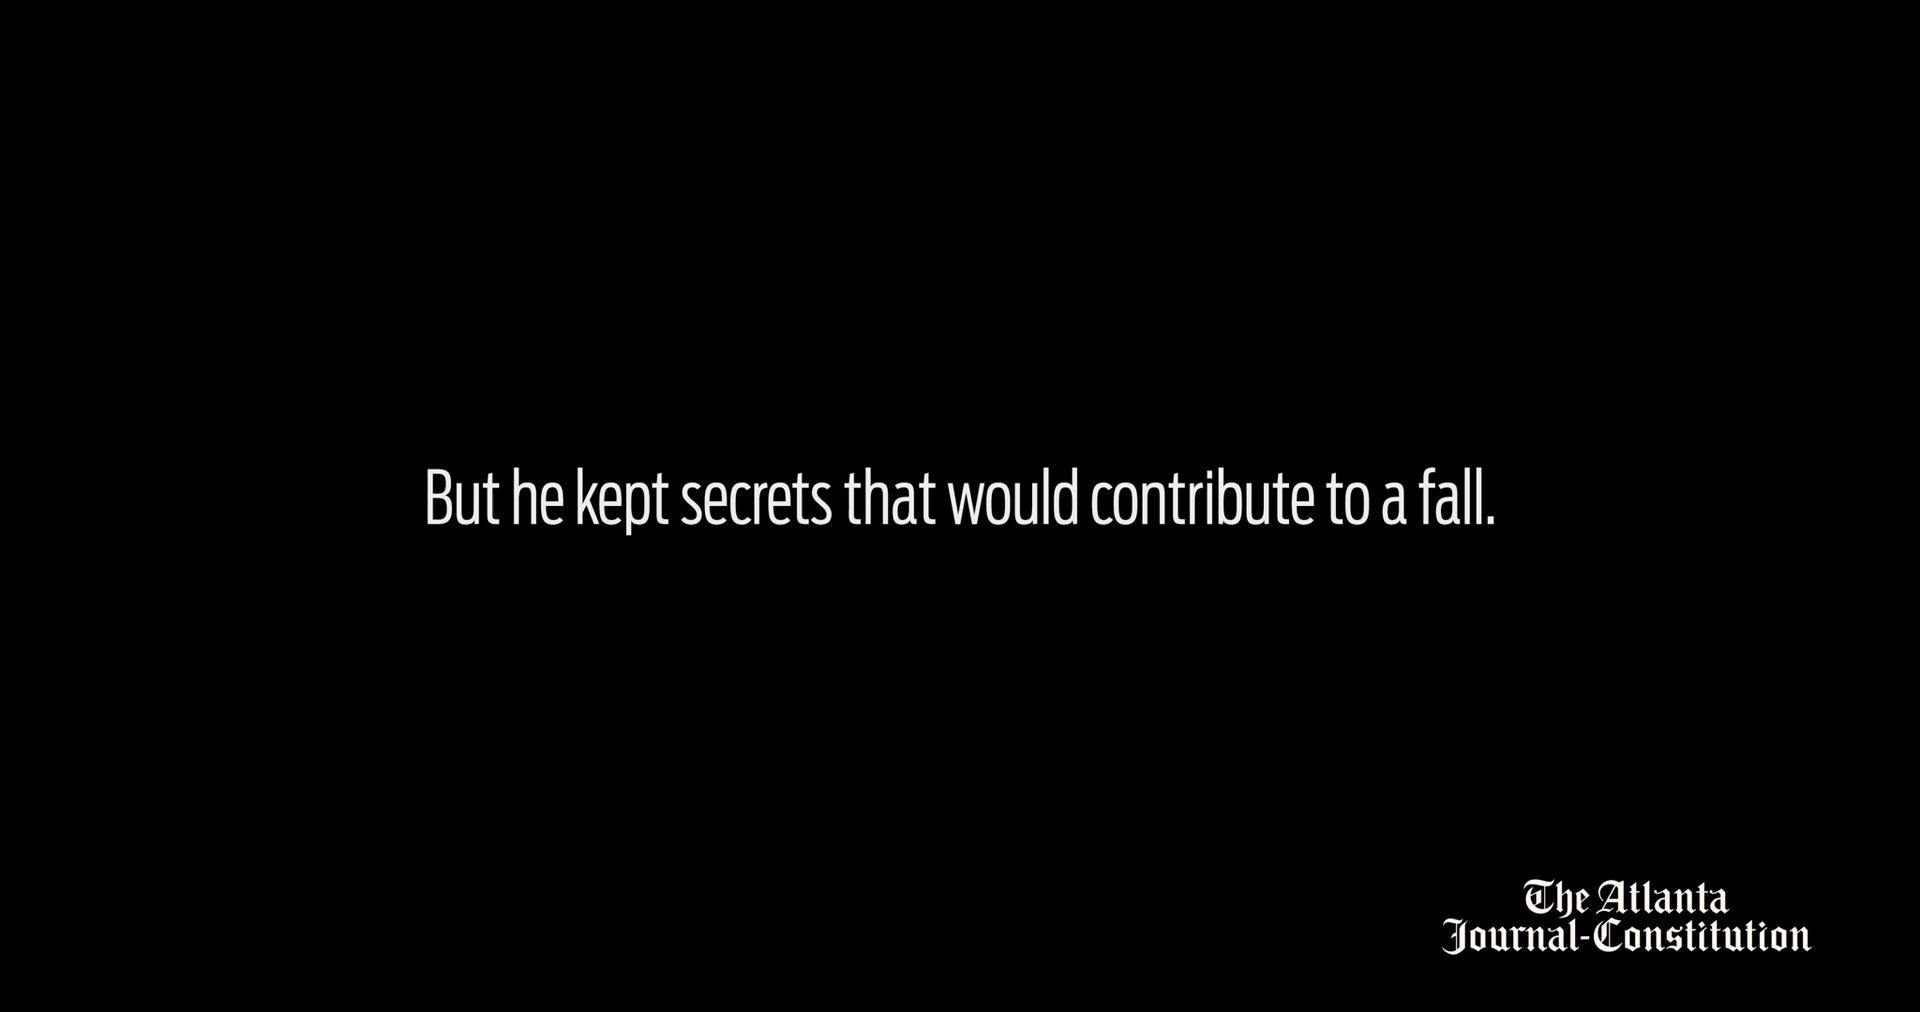 But he kept secrets that would contribute to a fall.
The Atlanta
Journal-Constitution